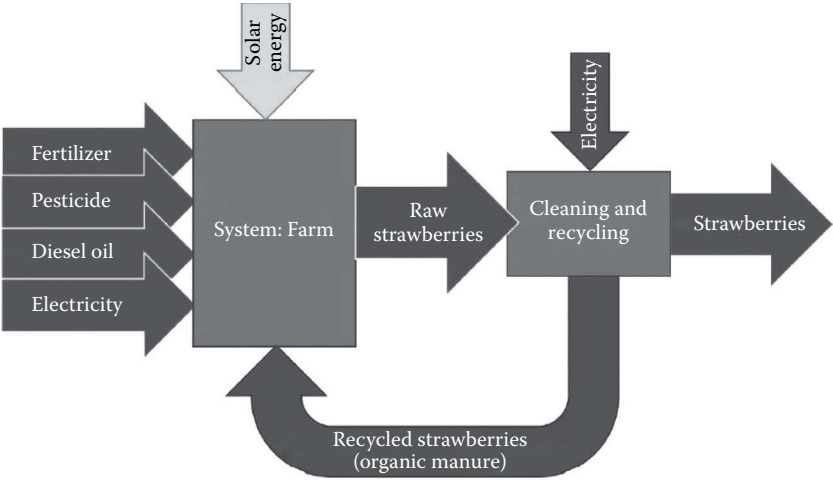 Solar
energy
Fertilizer
Pesticide
Diesel oil
Electricity
System: Farm
Raw
strawberries
Electricity
Cleaning and
recycling
Strawberries
Recycled strawberries
(organic manure)